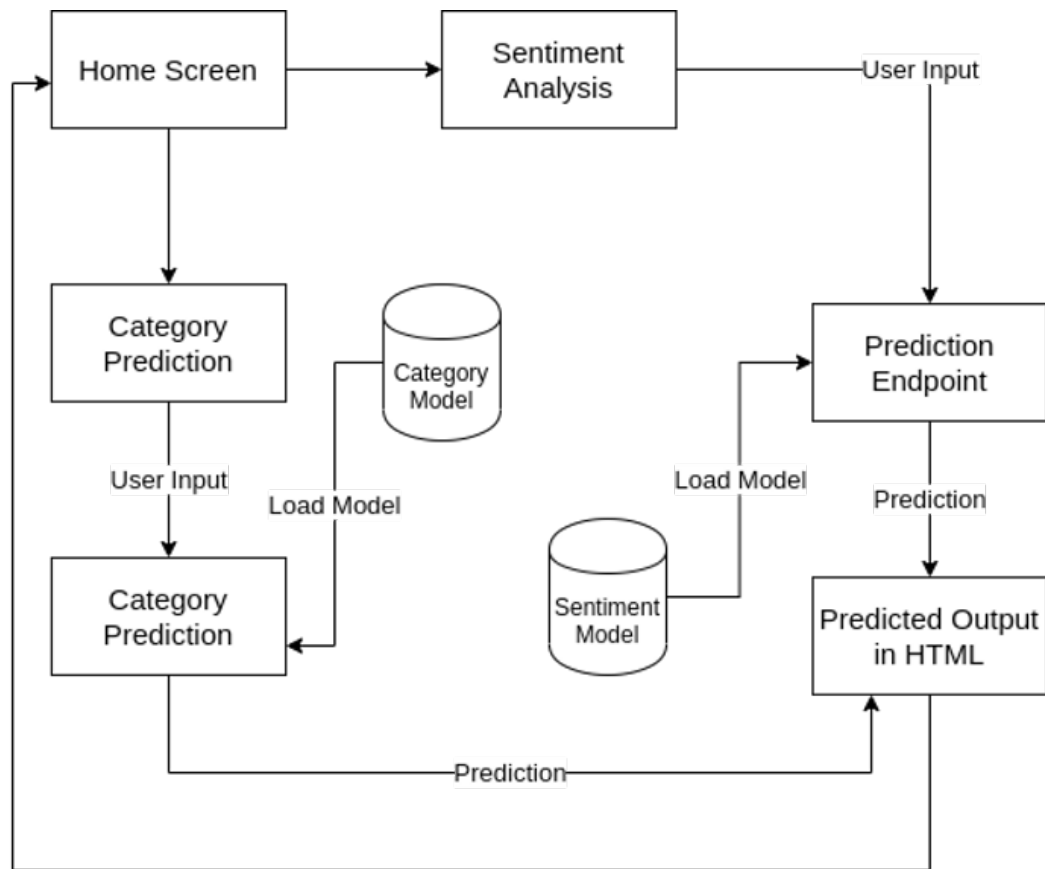 Home Screen
Sentiment
Analysis
User Input
Category
Prediction
Category
Model
Prediction
Endpoint
User Input
Load Model
Load Model
Prediction
Category
Prediction
Sentiment
Model
Predicted Output
in HTML
Prediction